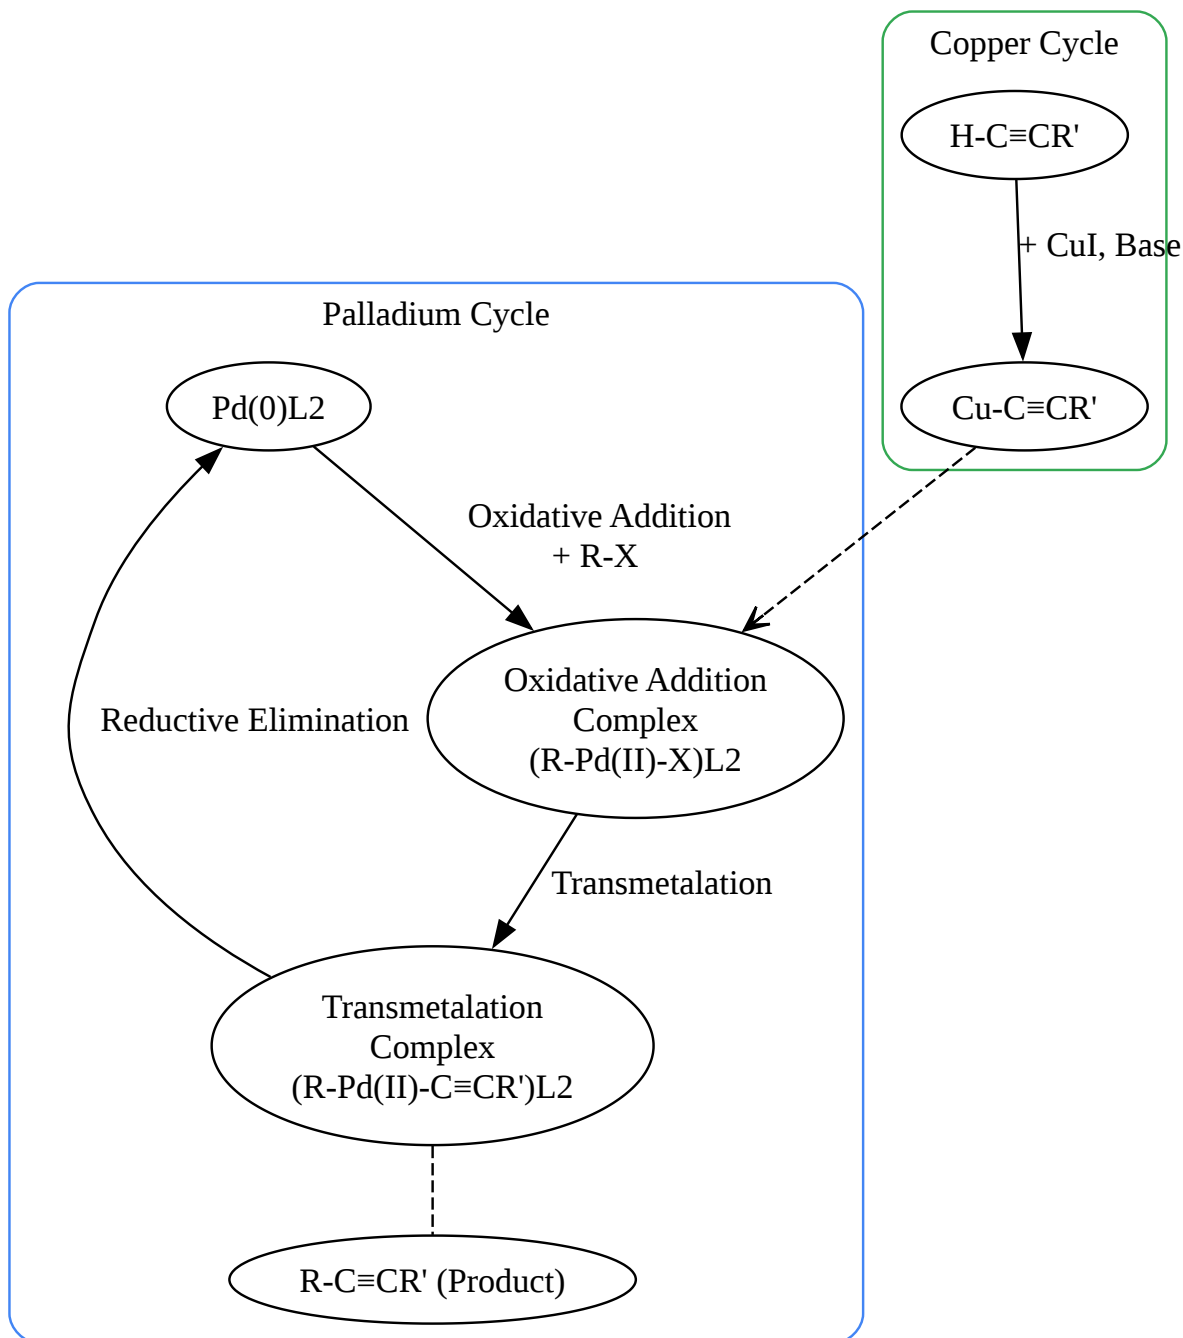 Copper Cycle
H-C≡CR'
+ CuI, Base
Cu-C≡CR'
Palladium Cycle
Pd(0)L2
Oxidative Addition
+ R-X
Oxidative Addition
Complex
(R-Pd(II)-X)L2
Reductive Elimination
Transmetalation
Transmetalation
Complex
(R-Pd(II)-C≡CR')L2
R-C≡CR' (Product)